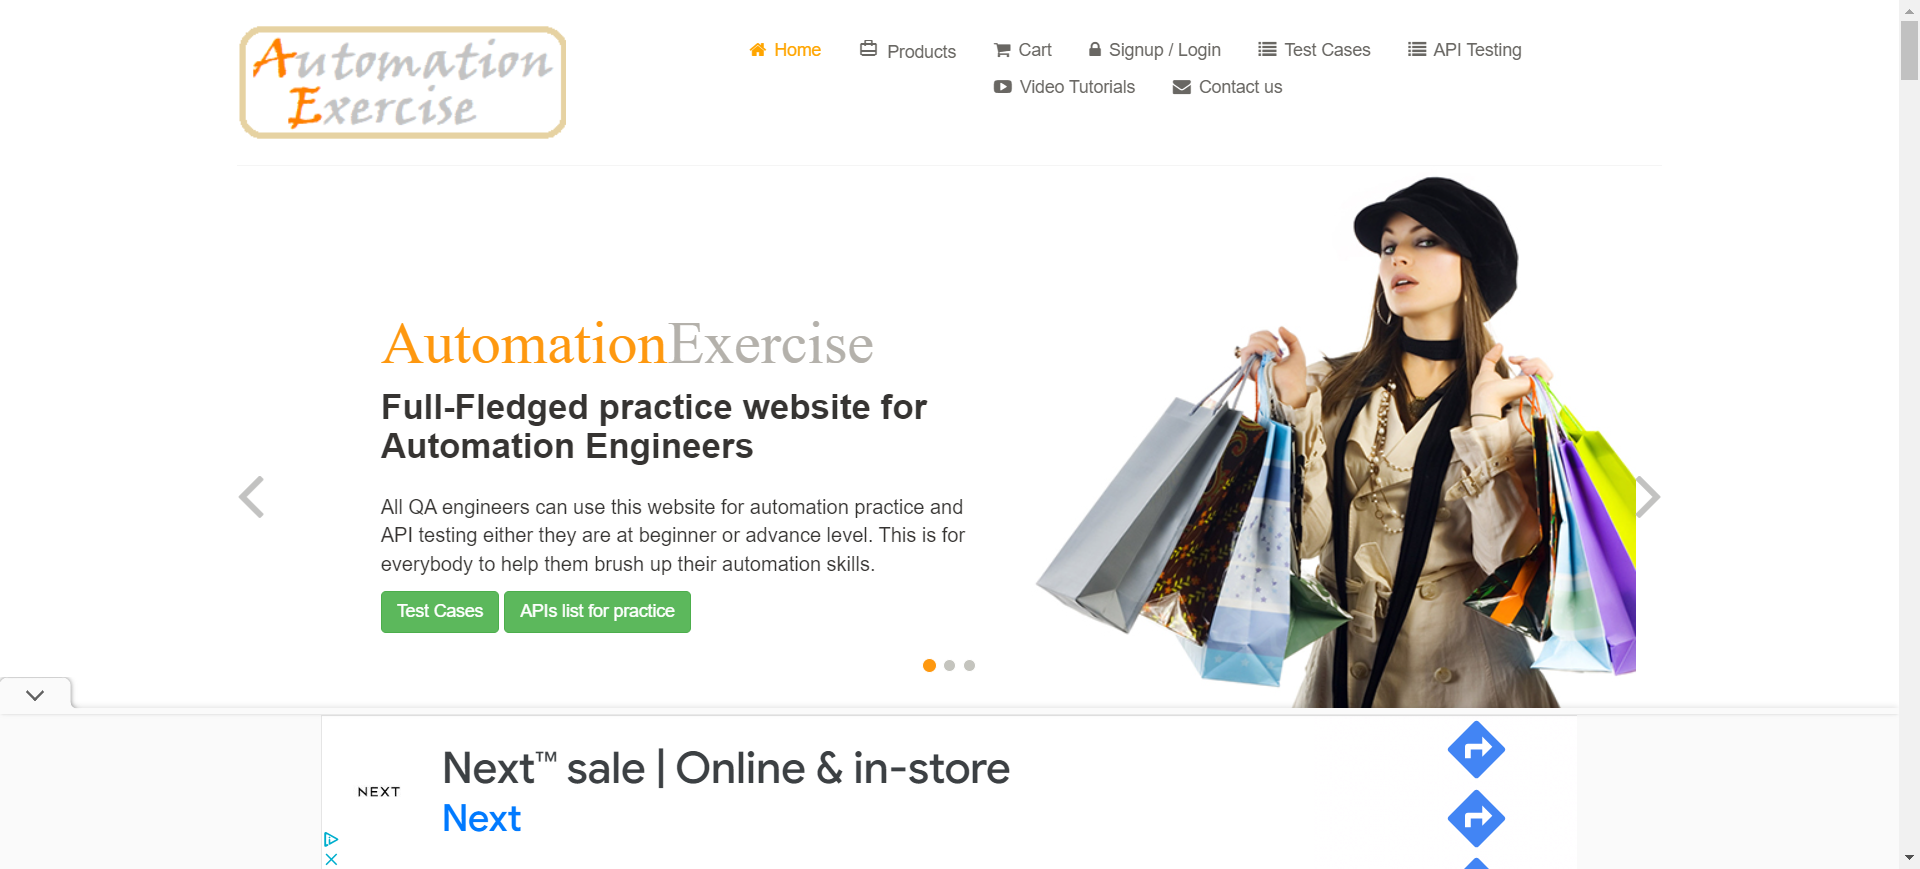 Automation
Exercise
Home
Products
Cart
Signup / Login
Test Cases
API Testing
Video Tutorials
Contact us
AutomationExercise
Full-Fledged practice website for
Automation Engineers
All QA engineers can use this website for automation practice and
API testing either they are at beginner or advance level. This is for
everybody to help them brush up their automation skills.
Test Cases
APIs list for practice
NEXT
Next™ sale | Online & in-store
Next